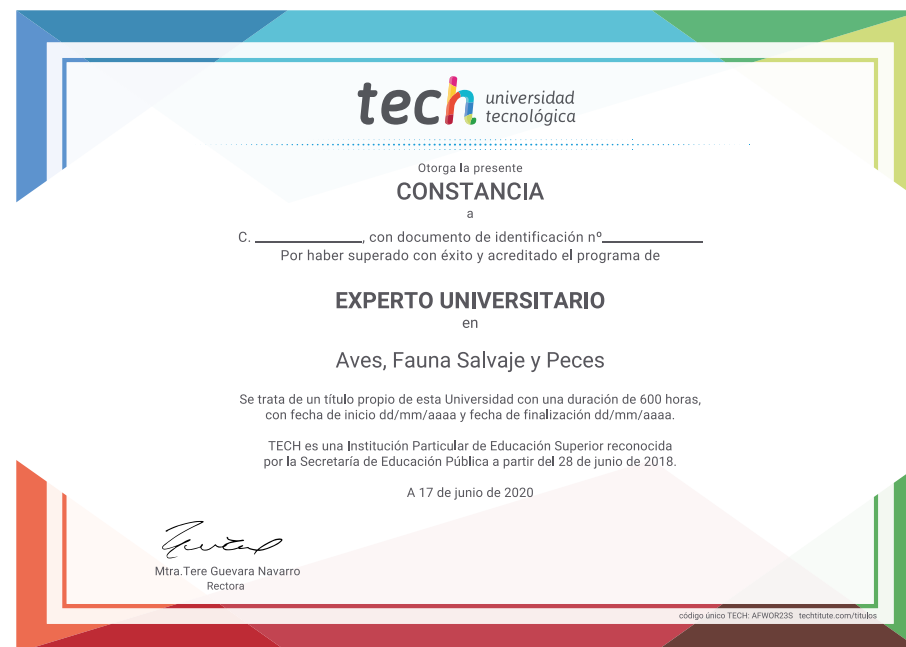 tech universidad
tecnológica
Otorga la presente
CONSTANCIA
a
C. ____________, con documento de identificación nº____________
Por haber superado con éxito y acreditado el programa de
EXPERTO UNIVERSITARIO
en
Aves, Fauna Salvaje y Peces
Se trata de un título propio de esta Universidad con una duración de 600 horas,
con fecha de inicio dd/mm/aaaa y fecha de finalización dd/mm/aaaa.
TECH es una Institución Particular de Educación Superior reconocida
por la Secretaría de Educación Pública a partir del 28 de junio de 2018.
A 17 de junio de 2020
Mtra.Tere Guevara Navarro
Rectora
código único TECH: AFWOR23S techtitute.com/titulos